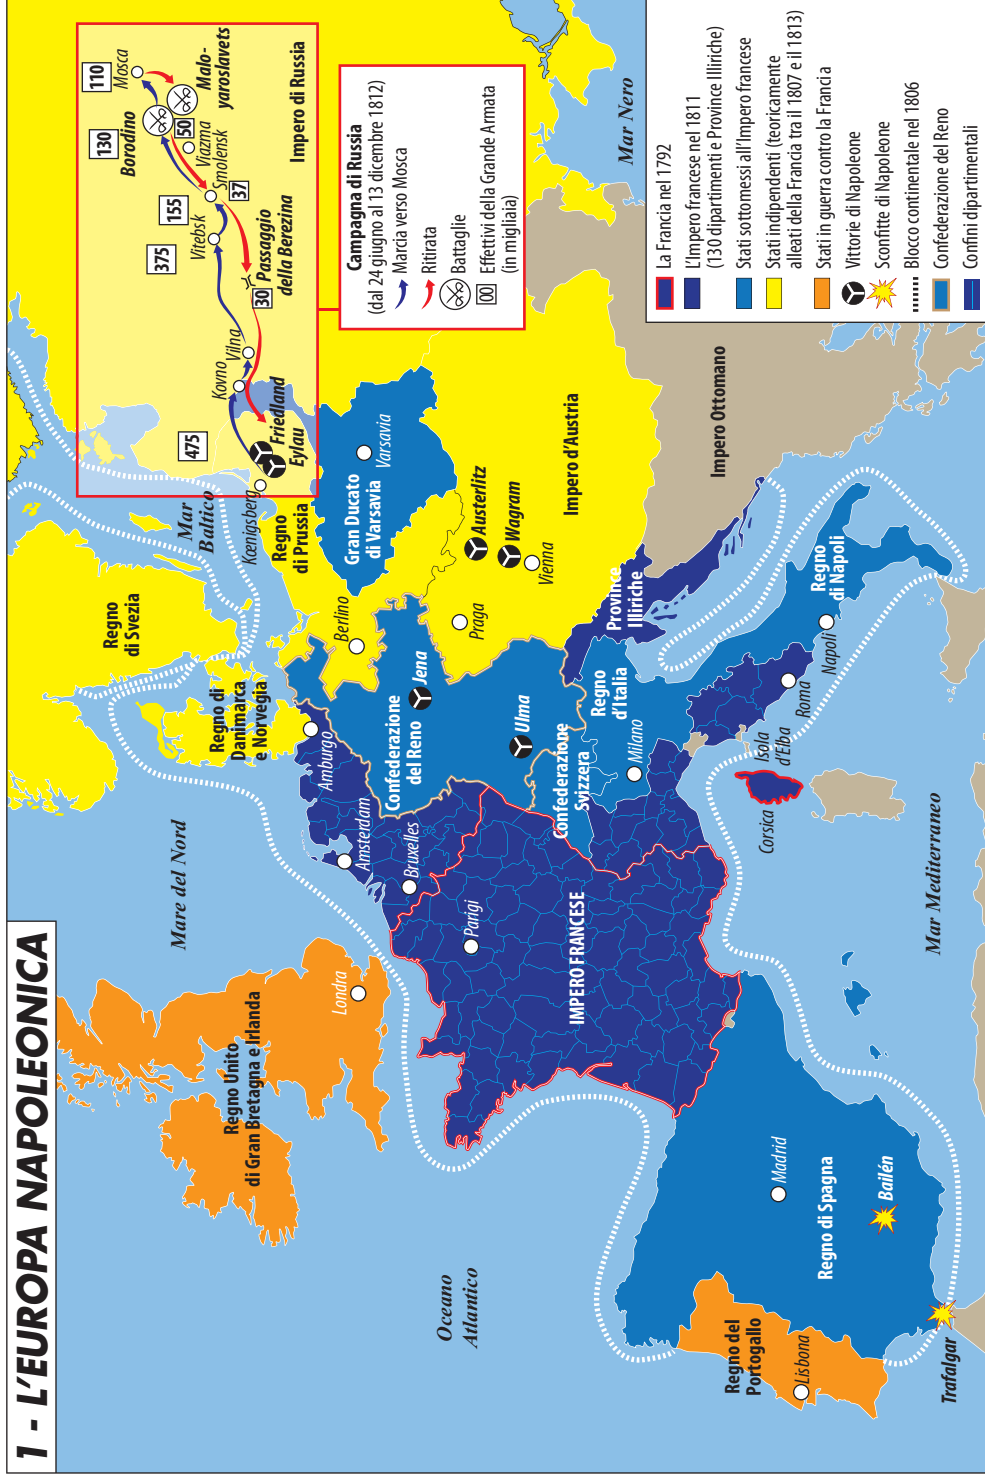 1 - L'EUROPA NAPOLEONICA
Oceano
Atlantico
Mare del Nord
Mar
Baltico
Mar Nero
Mar Mediterraneo
Regno Unito
di Gran Bretagna e Irlanda
Londra
Regno di
Danimarca
e Norvegia
Regno
di Svezia
Regno
di Prussia
Kœnigsberg
Berlino
Amburgo
Amsterdam
Bruxelles
Parigi
IMPERO FRANCESE
Confederazione
del Reno
Jena
Ulma
Praga
Austerlitz
Wagram
Vienna
Impero d'Austria
Gran Ducato
di Varsavia
Varsavia
Confederazione
Svizzera
Regno
d'Italia
Milano
Province
Illiriche
Impero Ottomano
Regno
di Napoli
Napoli
Roma
Isola
d'Elba
Corsica
Regno di Spagna
Madrid
Bailén
Regno del
Portogallo
Lisbona
Trafalgar
475
Friedland
Eylau
Kovno
Vilna
375
Vitebsk
155
Smolensk
37
30
Passaggio
della Berezina
Viazma
50
130
Borodino
110
Mosca
Malo-
yaroslavets
Impero di Russia
Campagna di Russia
(dal 24 giugno al 13 dicembre 1812)
Marcia verso Mosca
Ritirata
Battaglie
00
Effettivi della Grande Armata
(in migliaia)
La Francia nel 1792
L'Impero francese nel 1811
(130 dipartimenti e Province Illiriche)
Stati sottomessi all'Impero francese
Stati indipendenti (teoricamente
alleati della Francia tra il 1807 e il 1813)
Stati in guerra contro la Francia
Vittorie di Napoleone
Sconfitte di Napoleone
Blocco continentale nel 1806
Confederazione del Reno
Confini dipartimentali